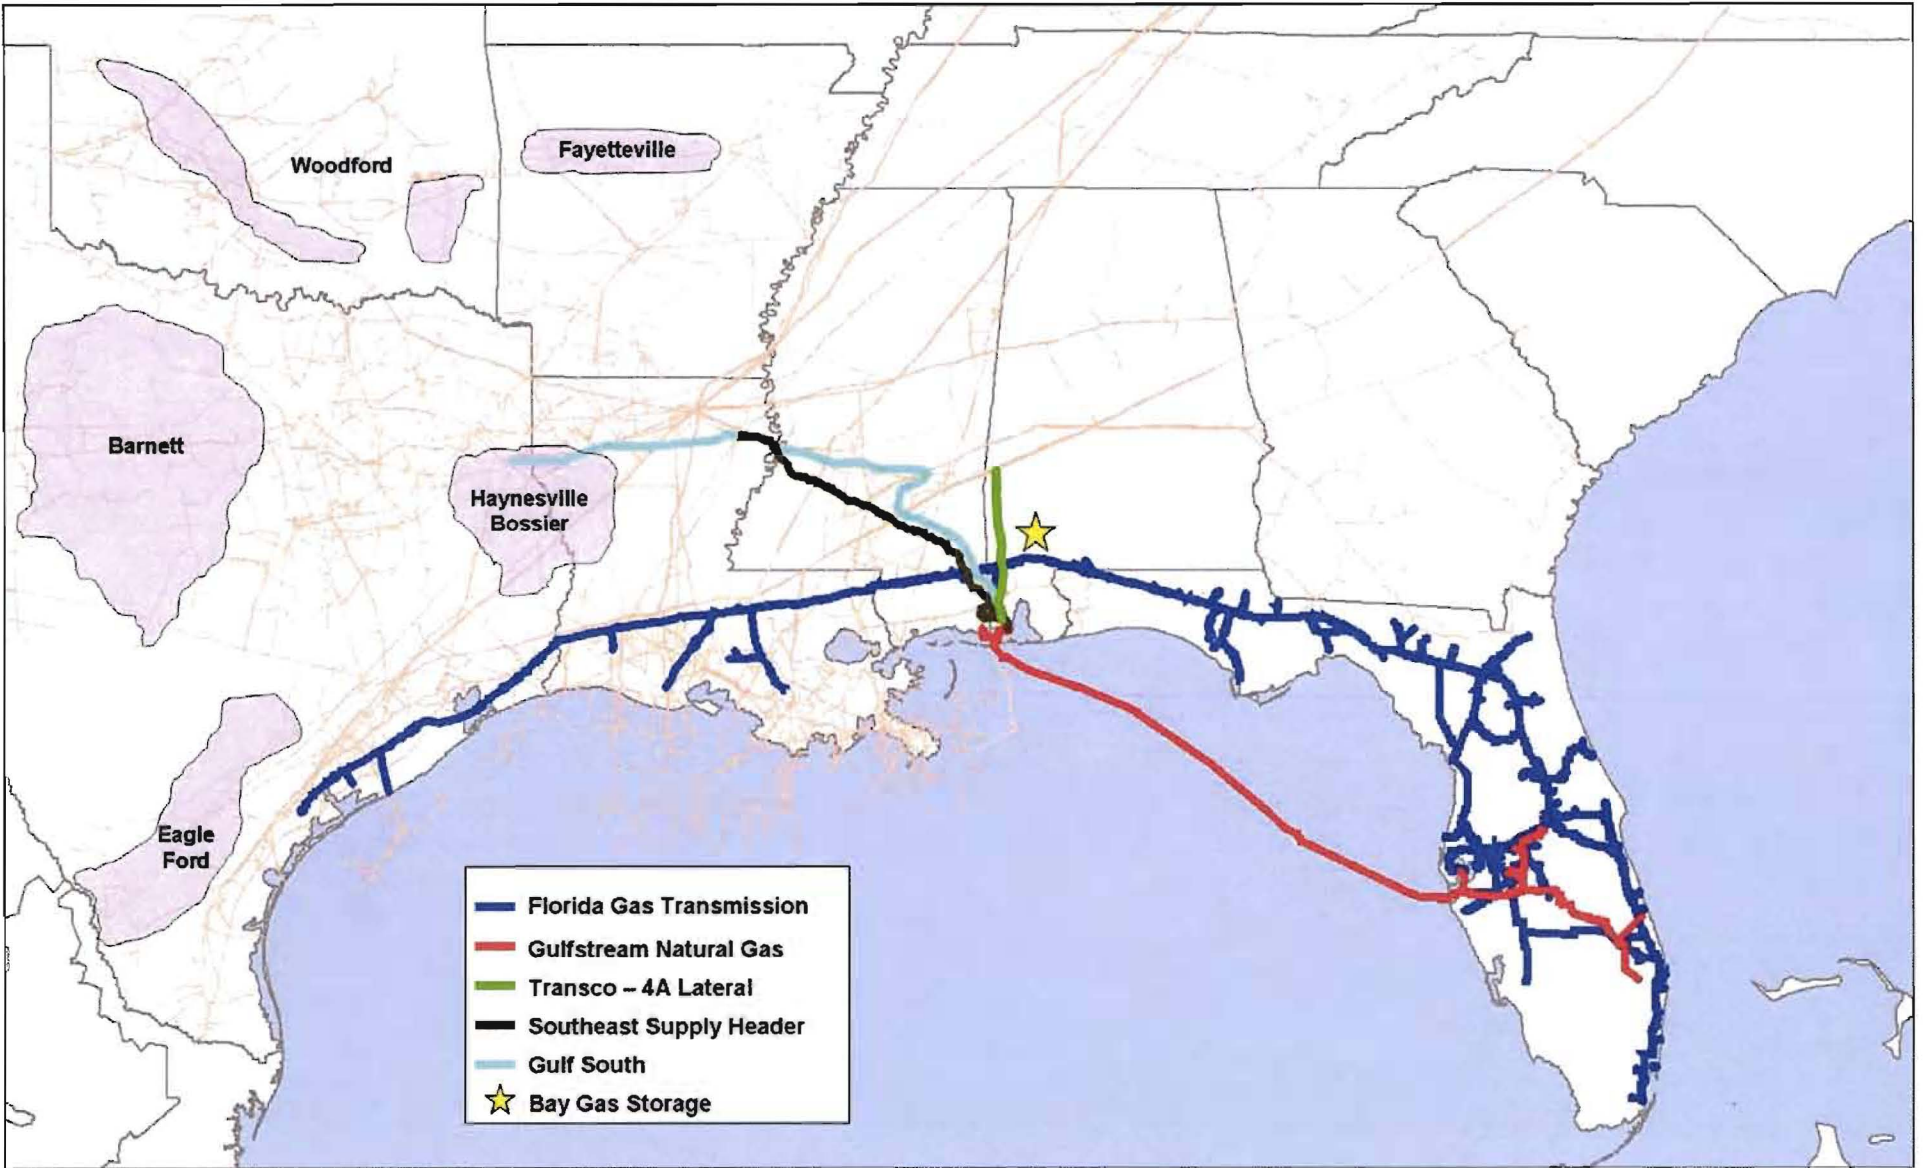 Woodford
Fayetteville
Barnett
Haynesville
Bossier
Eagle
Ford
Florida Gas Transmission
Gulfstream Natural Gas
Transco – 4A Lateral
Southeast Supply Header
Gulf South
Bay Gas Storage